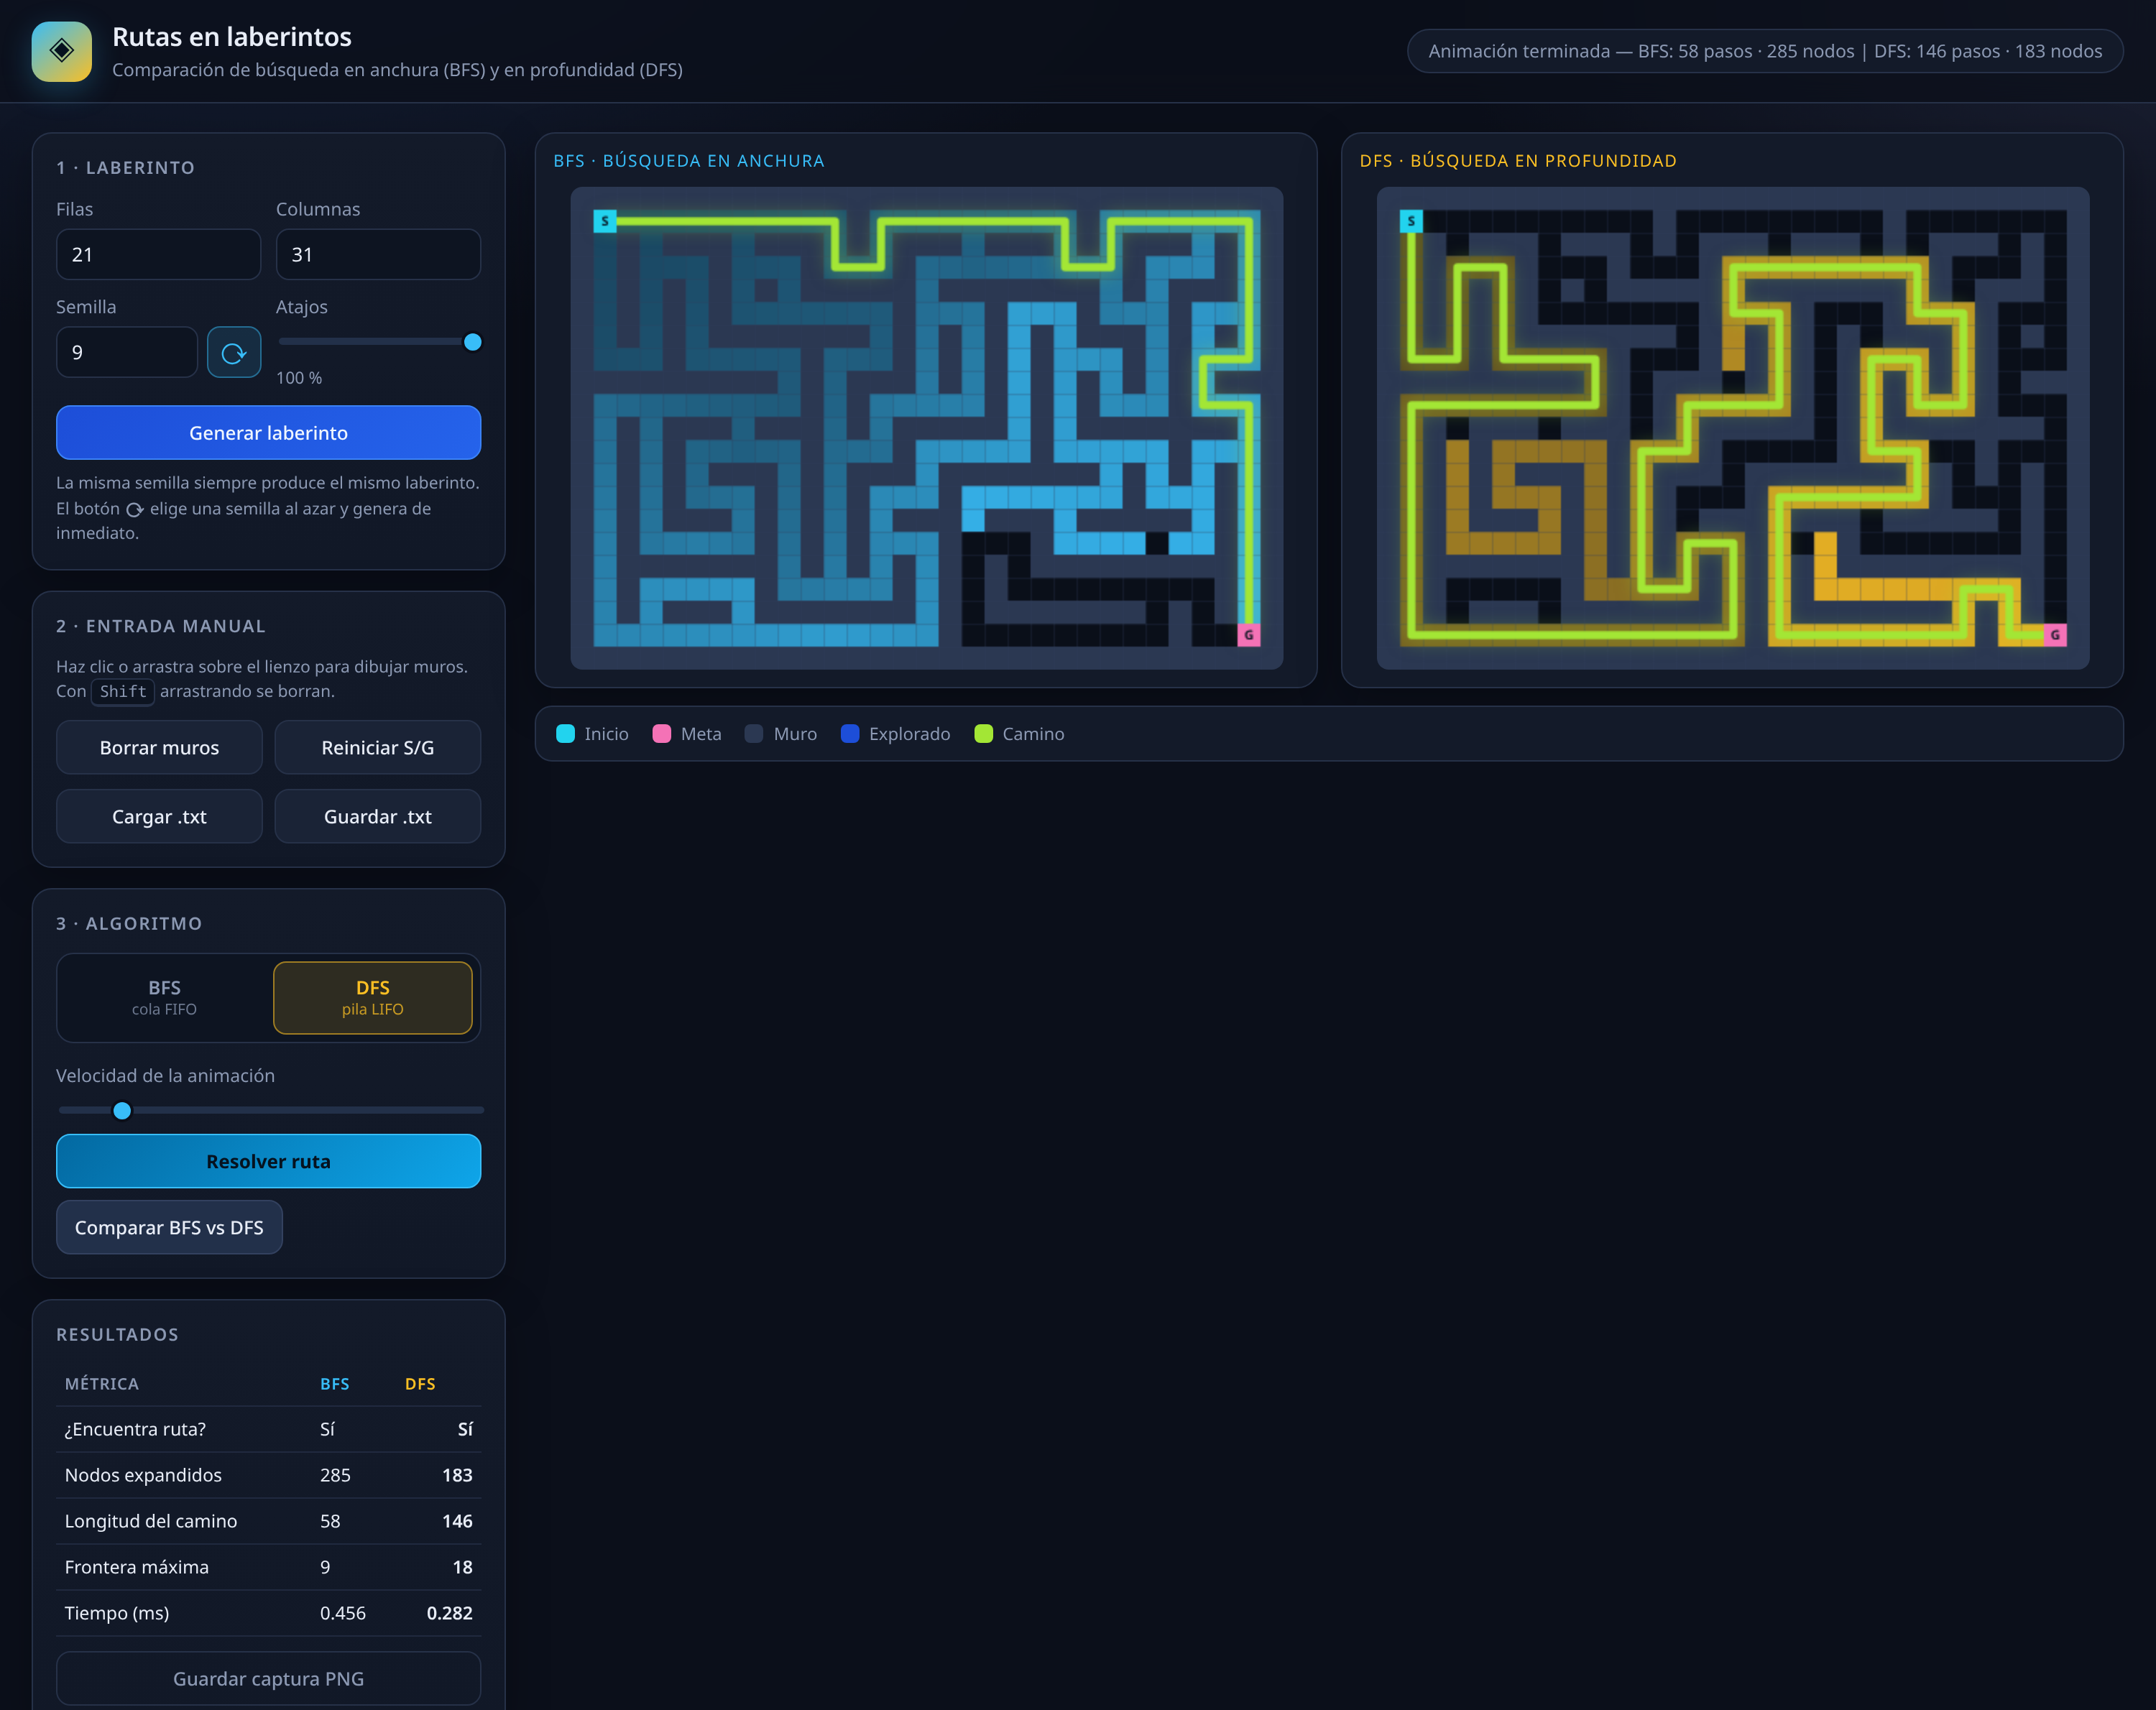 Rutas en laberintos
Comparación de búsqueda en anchura (BFS) y en profundidad (DFS)
Animación terminada — BFS: 58 pasos · 285 nodos | DFS: 146 pasos · 183 nodos
1 · LABERINTO
Filas
Columnas
21
31
Semilla
Atajos
9
100 %
Generar laberinto
La misma semilla siempre produce el mismo laberinto.
El botón ⟳ elige una semilla al azar y genera de
inmediato.
2 · ENTRADA MANUAL
Haz clic o arrastra sobre el lienzo para dibujar muros.
Con Shift arrastrando se borran.
Borrar muros
Reiniciar S/G
Cargar .txt
Guardar .txt
3 · ALGORITMO
BFS
cola FIFO
DFS
pila LIFO
Velocidad de la animación
Resolver ruta
Comparar BFS vs DFS
RESULTADOS
MÉTRICA BFS DFS
¿Encuentra ruta? Sí Sí
Nodos expandidos 285 183
Longitud del camino 58 146
Frontera máxima 9 18
Tiempo (ms) 0.456 0.282
Guardar captura PNG
BFS · BÚSQUEDA EN ANCHURA
S
G
DFS · BÚSQUEDA EN PROFUNDIDAD
S
G
Inicio Meta Muro Explorado Camino